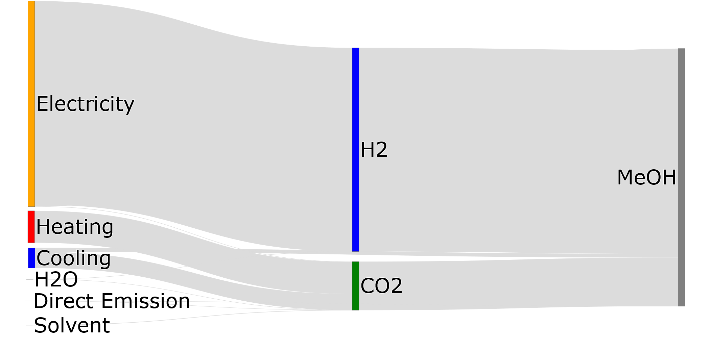 Electricity
H2
MeOH
Heating
Cooling
H2O
CO2
Direct Emission
Solvent